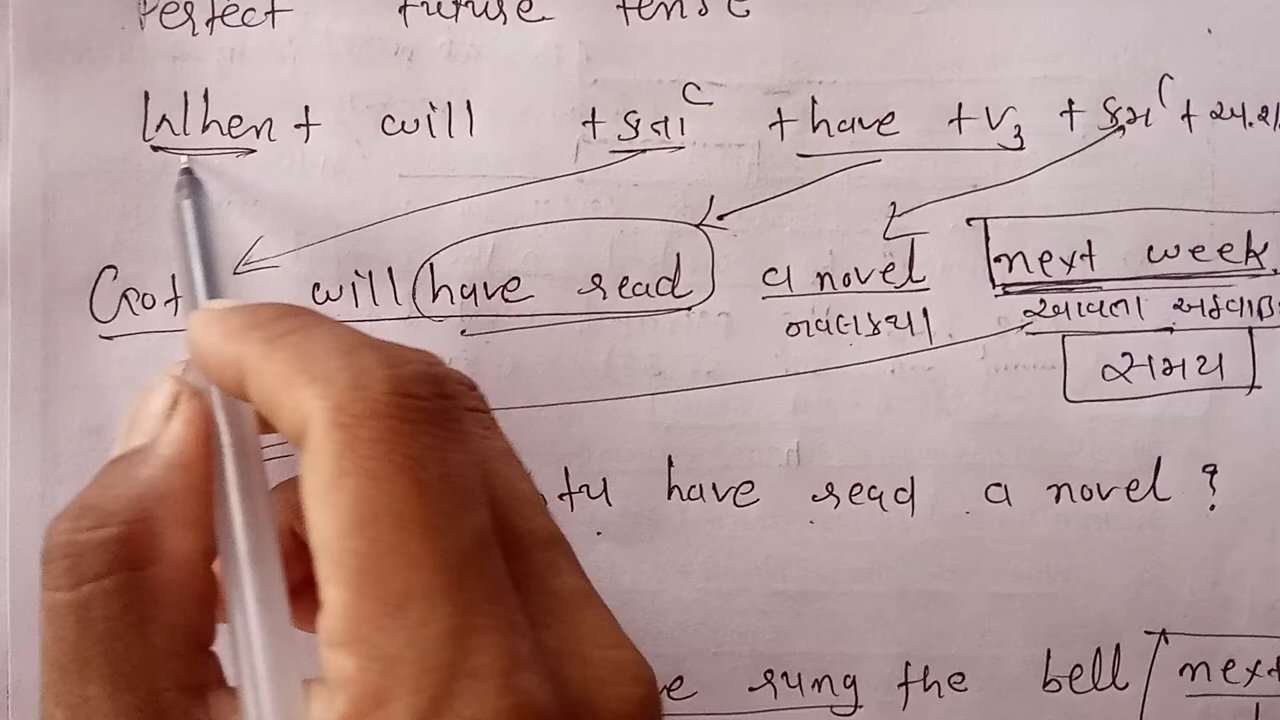 Perfect future tense
When + will + કર્તા + have + V3 + કર્મ +
will have read a novel next week.
નવલકથા આવતા
સમય
have read a novel ?
rung the bell next